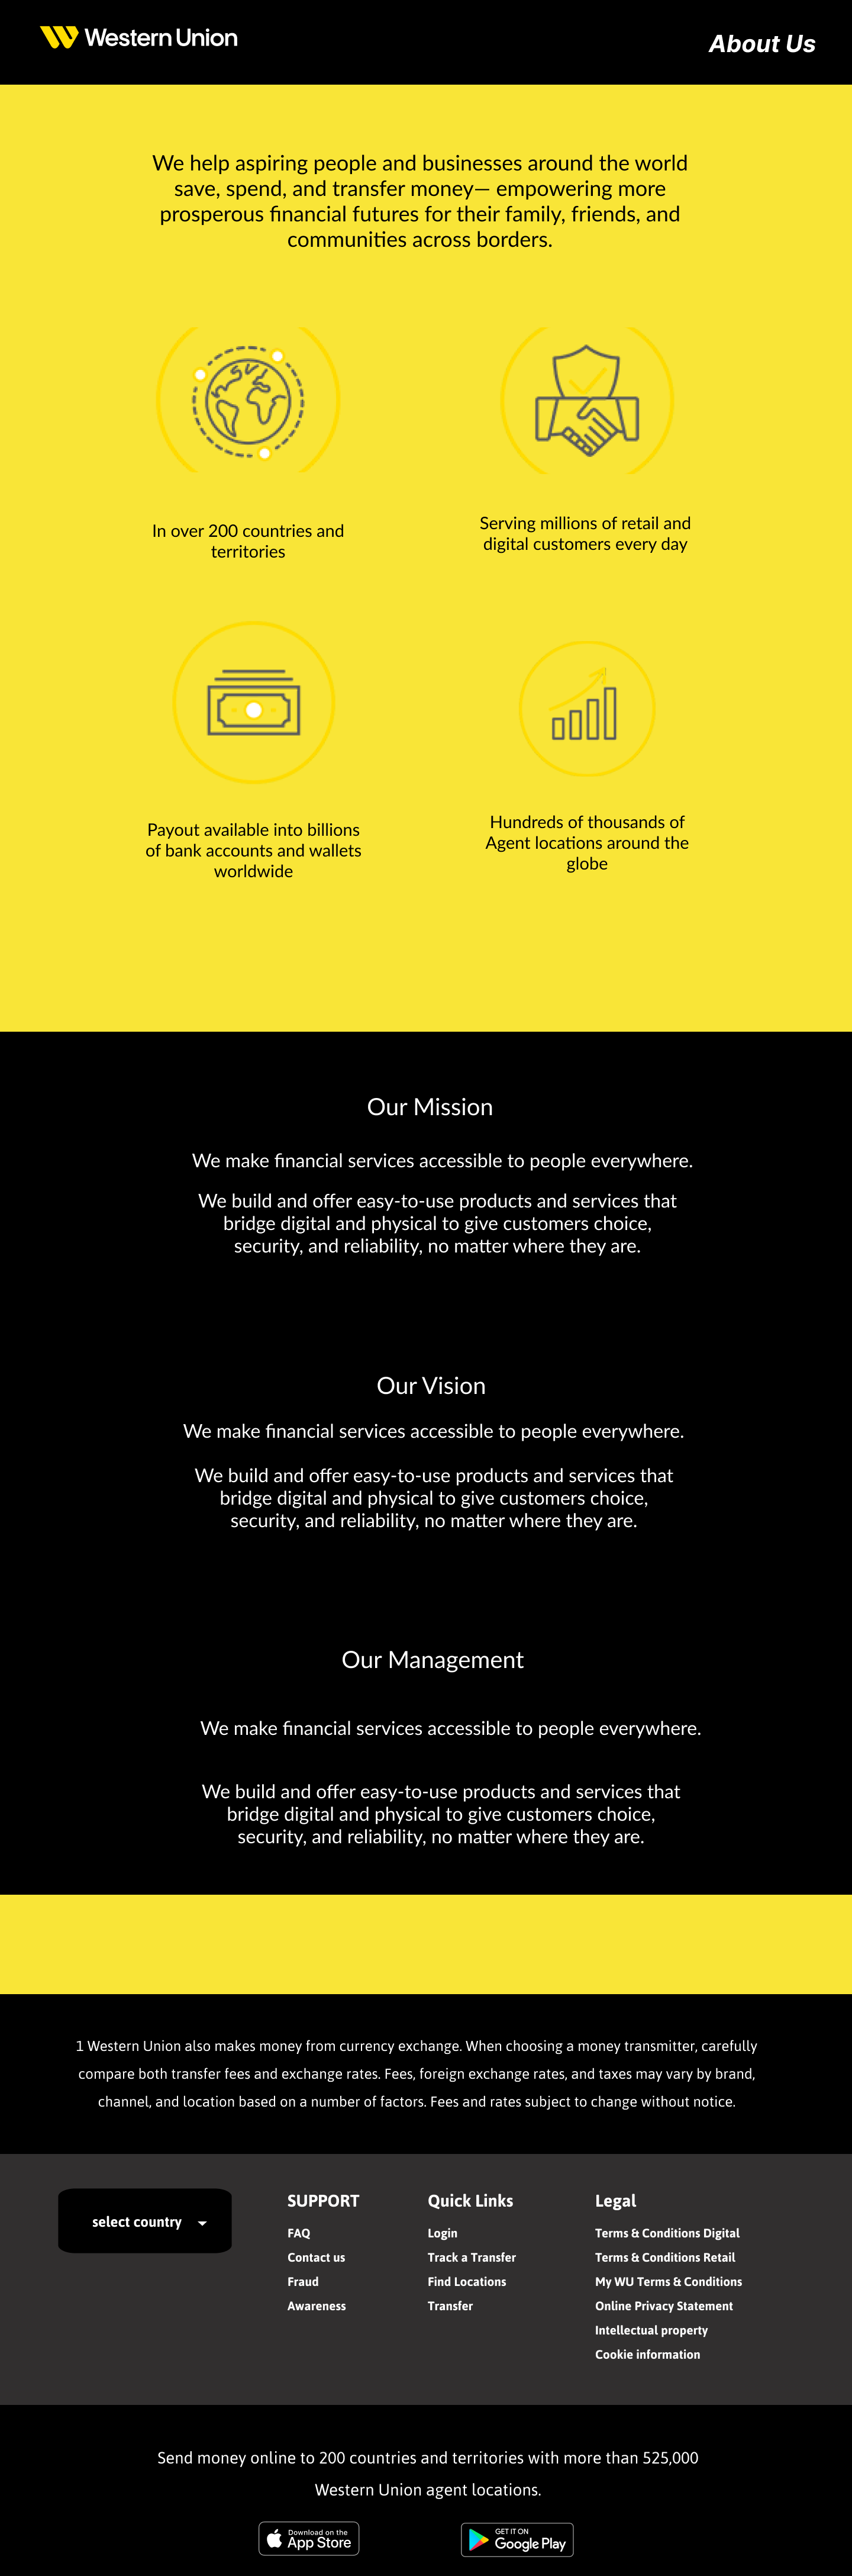 Western Union
About Us
We help aspiring people and businesses around the world
save, spend, and transfer money— empowering more
prosperous financial futures for their family, friends, and
communities across borders.
In over 200 countries and
territories
Serving millions of retail and
digital customers every day
Payout available into billions
of bank accounts and wallets
worldwide
Hundreds of thousands of
Agent locations around the
globe
Our Mission
We make financial services accessible to people everywhere.
We build and offer easy-to-use products and services that
bridge digital and physical to give customers choice,
security, and reliability, no matter where they are.
Our Vision
We make financial services accessible to people everywhere.
We build and offer easy-to-use products and services that
bridge digital and physical to give customers choice,
security, and reliability, no matter where they are.
Our Management
We make financial services accessible to people everywhere.
We build and offer easy-to-use products and services that
bridge digital and physical to give customers choice,
security, and reliability, no matter where they are.
1 Western Union also makes money from currency exchange. When choosing a money transmitter, carefully
compare both transfer fees and exchange rates. Fees, foreign exchange rates, and taxes may vary by brand,
channel, and location based on a number of factors. Fees and rates subject to change without notice.
select country
SUPPORT
FAQ
Contact us
Fraud
Awareness
Quick Links
Login
Track a Transfer
Find Locations
Transfer
Legal
Terms & Conditions Digital
Terms & Conditions Retail
My WU Terms & Conditions
Online Privacy Statement
Intellectual property
Cookie information
Send money online to 200 countries and territories with more than 525,000
Western Union agent locations.
Download on the
App Store
GET IT ON
Google Play